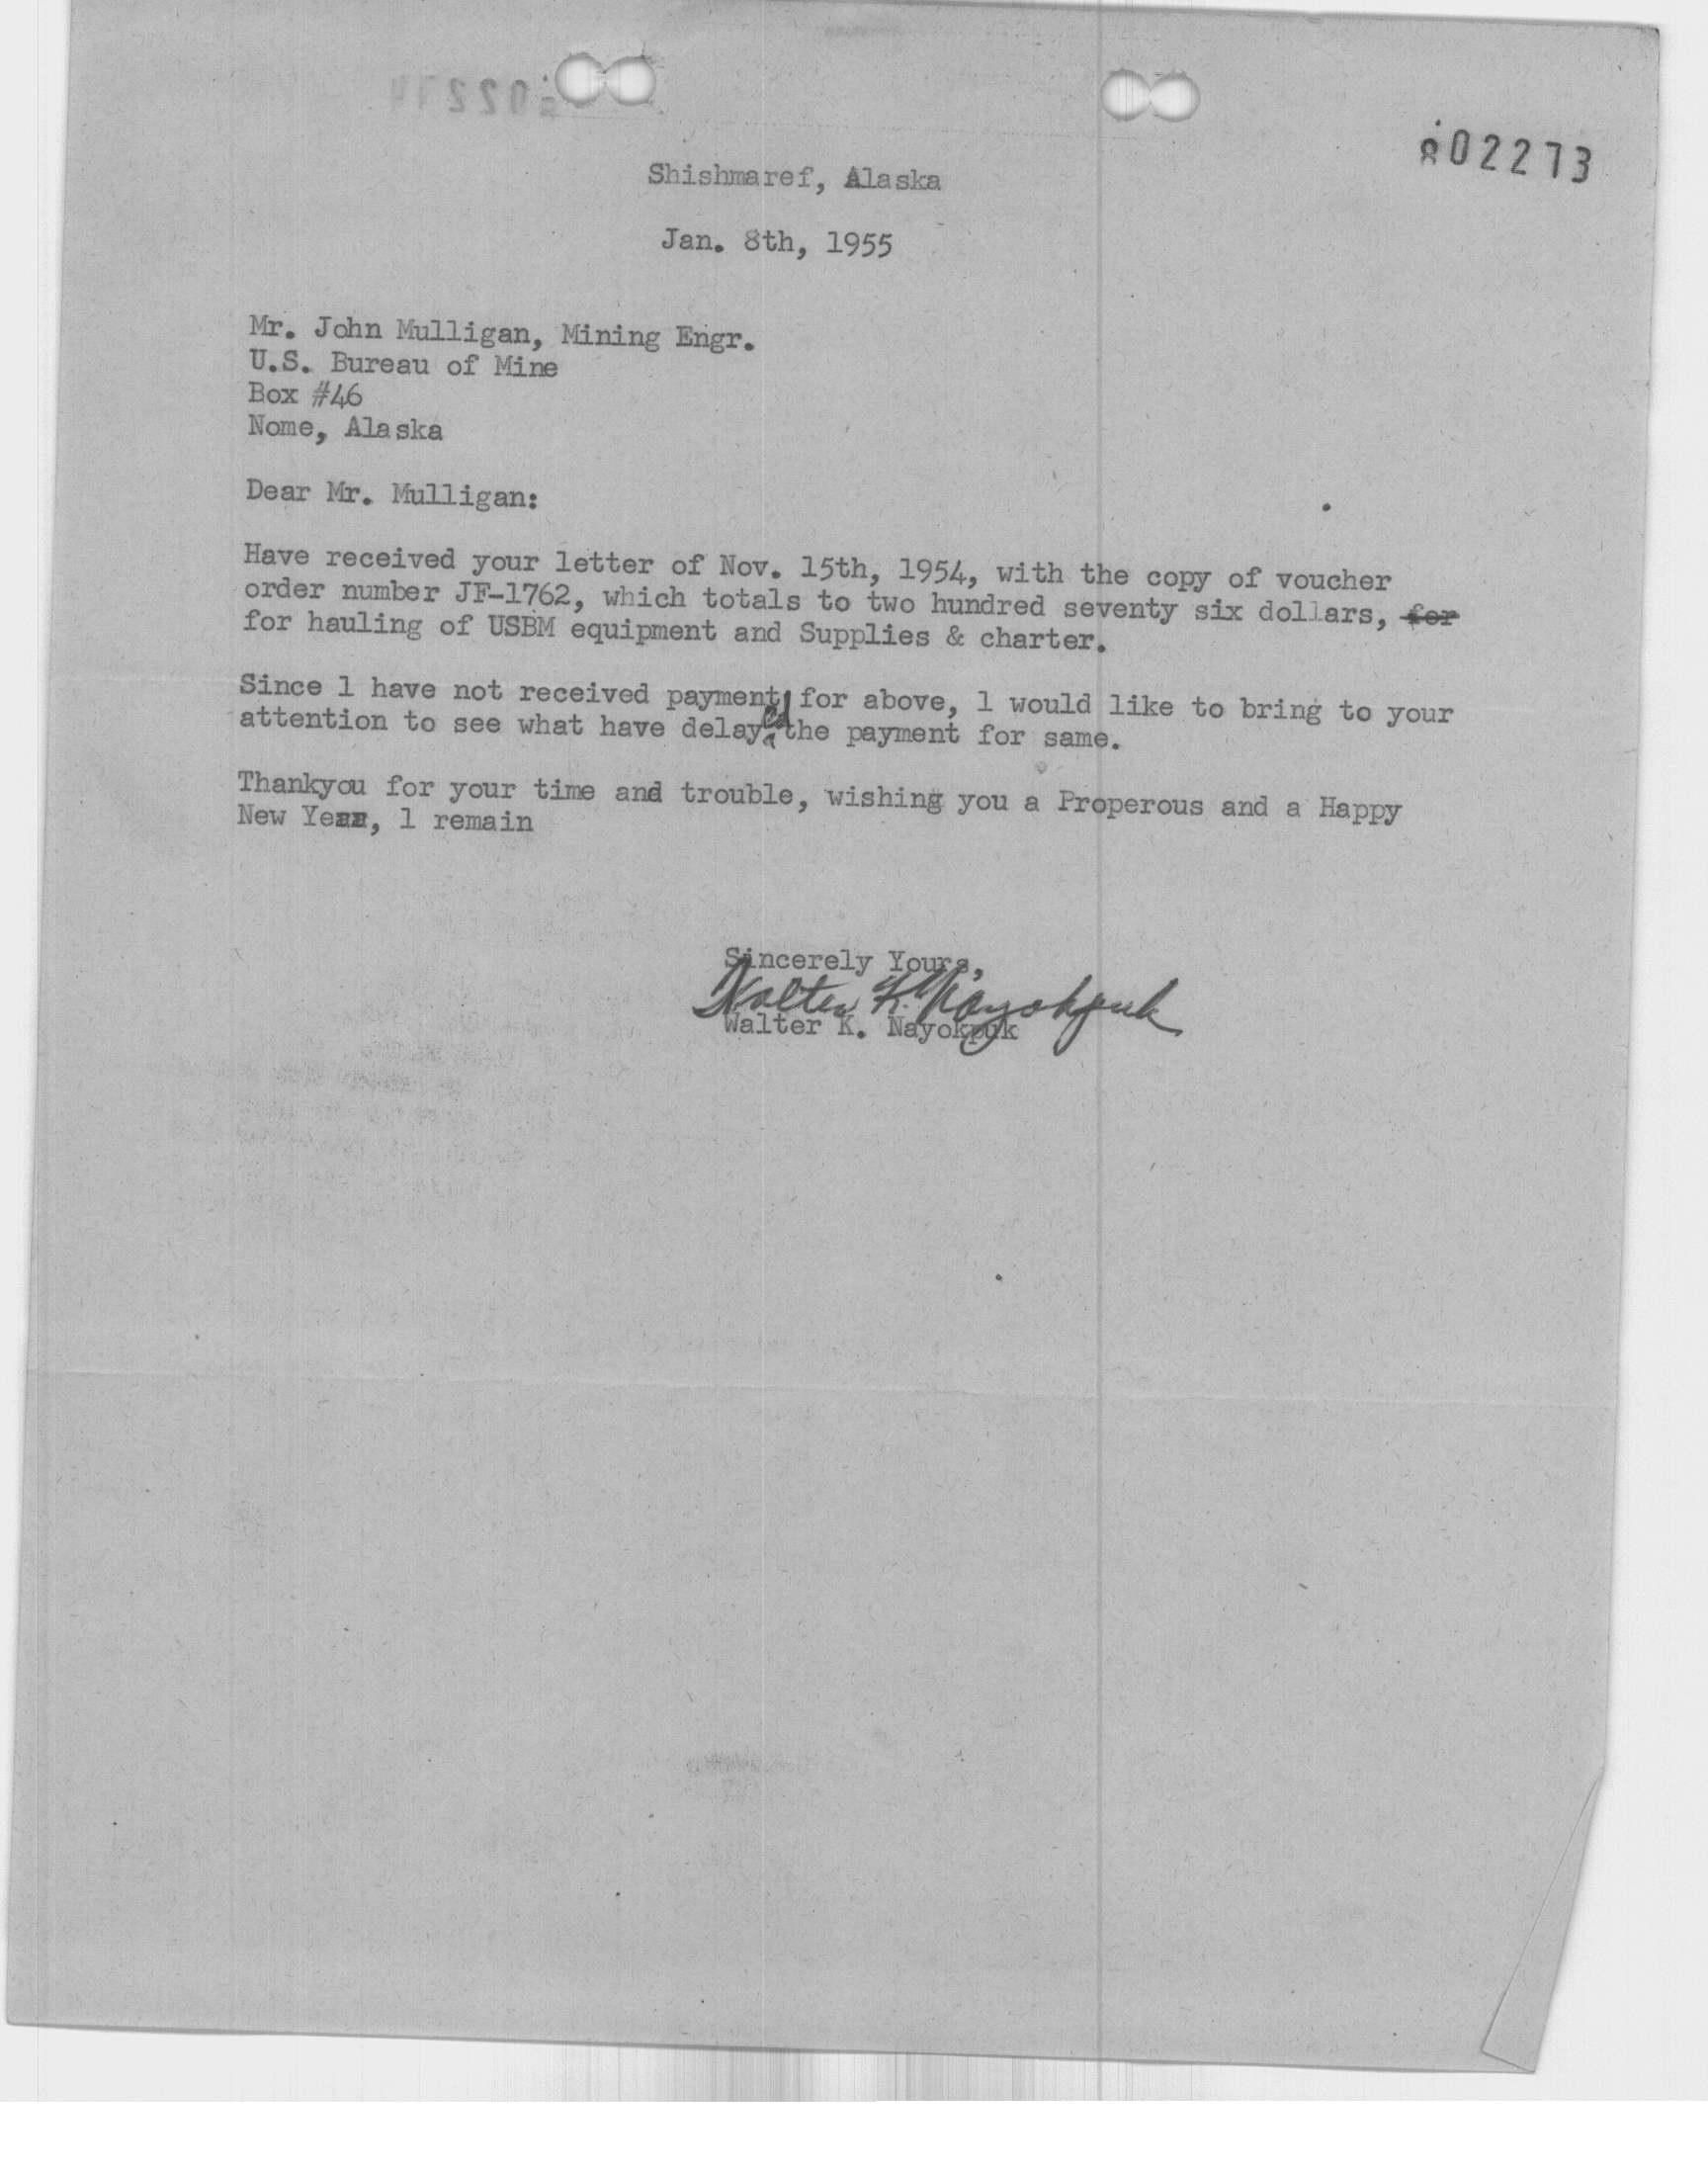 802273
Shishmaref, Alaska
Jan. 8th, 1955
Mr. John Mulligan, Mining Engr.
U.S. Bureau of Mine
Box #46
Nome, Alaska
Dear Mr. Mulligan:
Have received your letter of Nov. 15th, 1954, with the copy of voucher
order number JF-1762, which totals to two hundred seventy six dollars, for
for hauling of USBM equipment and Supplies & charter.
Since l have not received payment, for above, l would like to bring to your
attention to see what have delayed the payment for same.
Thankyou for your time and trouble, wishing you a Properous and a Happy
New Year, l remain
Sincerely Yours,
Walter K. Nayokpuk
Walter K. Nayokpuk